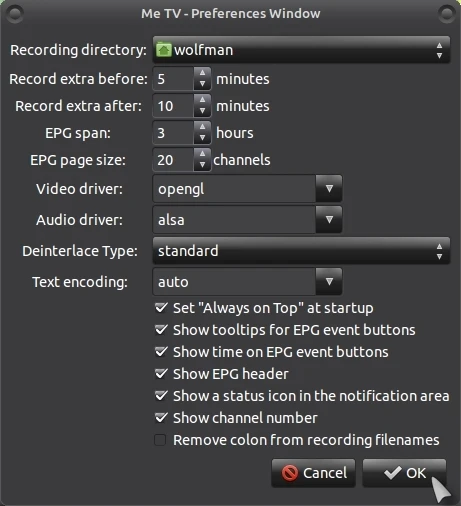 Me TV - Preferences Window
Recording directory: wolfman
Record extra before: 5 minutes
Record extra after: 10 minutes
EPG span: 3 hours
EPG page size: 20 channels
Video driver: opengl
Audio driver: alsa
Deinterlace Type: standard
Text encoding: auto
Set "Always on Top" at startup
Show tooltips for EPG event buttons
Show time on EPG event buttons
Show EPG header
Show a status icon in the notification area
Show channel number
Remove colon from recording filenames
Cancel OK